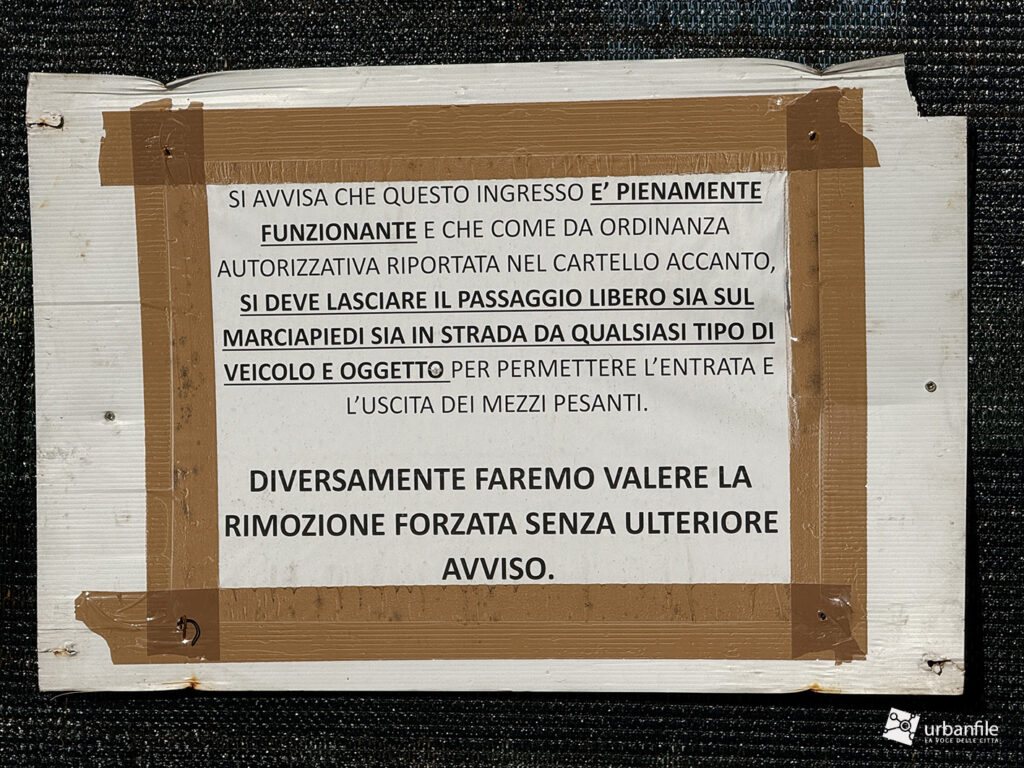 SI AVVISA CHE QUESTO INGRESSO E’ PIENAMENTE
FUNZIONANTE E CHE COME DA ORDINANZA
AUTORIZZATIVA RIPORTATA NEL CARTELLO ACCANTO,
SI DEVE LASCIARE IL PASSAGGIO LIBERO SIA SUL
MARCIAPIEDI SIA IN STRADA DA QUALSIASI TIPO DI
VEICOLO E OGGETTO PER PERMETTERE L’ENTRATA E
L’USCITA DEI MEZZI PESANTI.
DIVERSAMENTE FAREMO VALERE LA
RIMOZIONE FORZATA SENZA ULTERIORE
AVVISO.
urbanfile
LA VOCE DELLE CITTÀ